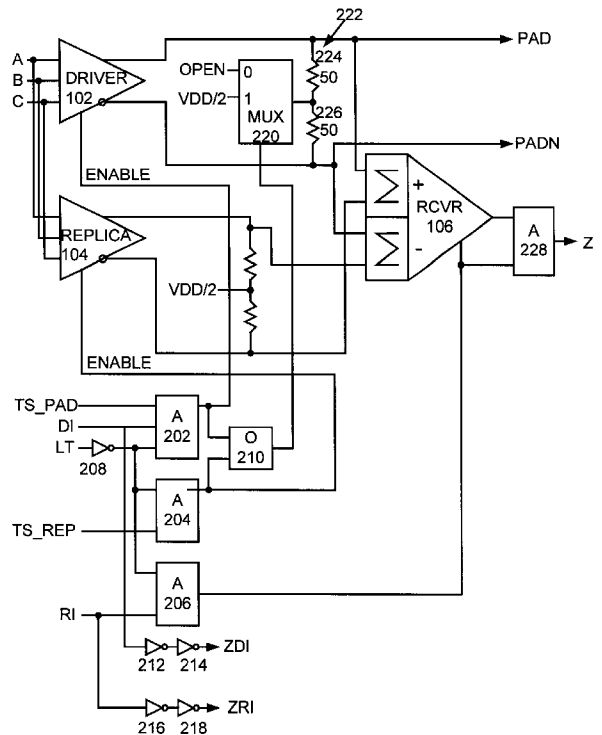 222
A
B
C
DRIVER
102
OPEN
0
VDD/2
1
MUX
220
224
50
226
50
PAD
PADN
ENABLE
REPLICA
104
VDD/2
Σ
+
Σ
-
RCVR
106
A
228
Z
ENABLE
TS_PAD
DI
LT
208
A
202
O
210
A
204
TS_REP
A
206
RI
212
214
ZDI
216
218
ZRI